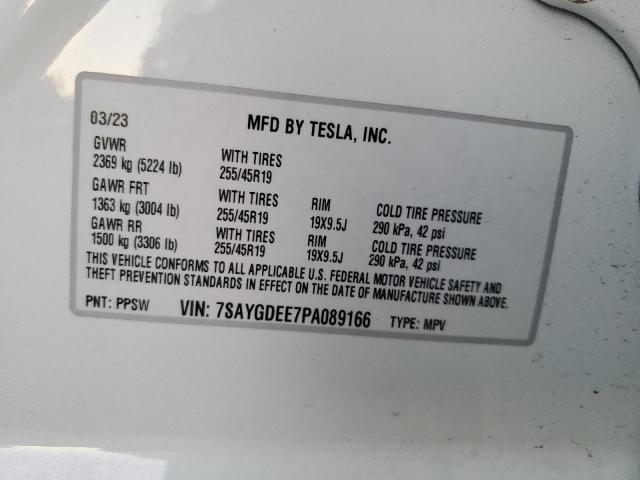 03/23 MFD BY TESLA, INC.
GVWR
2369 kg (5224 lb) WITH TIRES 255/45R19
GAWR FRT
1363 kg (3004 lb) WITH TIRES 255/45R19 RIM 19X9.5J COLD TIRE PRESSURE 290 kPa, 42 psi
GAWR RR
1500 kg (3306 lb) WITH TIRES 255/45R19 RIM 19X9.5J COLD TIRE PRESSURE 290 kPa, 42 psi
THIS VEHICLE CONFORMS TO ALL APPLICABLE U.S. FEDERAL MOTOR VEHICLE SAFETY AND
THEFT PREVENTION STANDARDS IN EFFECT ON THE DATE OF MANUFACTURE SHOWN ABOVE.
PNT: PPSW VIN: 7SAYGDEE7PA089166 TYPE: MPV